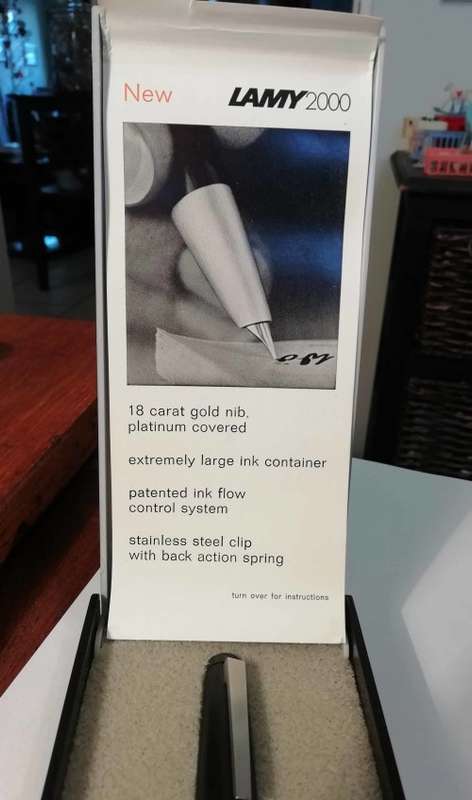 New
LAMY 2000
18 carat gold nib,
platinum covered
extremely large ink container
patented ink flow
control system
stainless steel clip
with back action spring
turn over for instructions